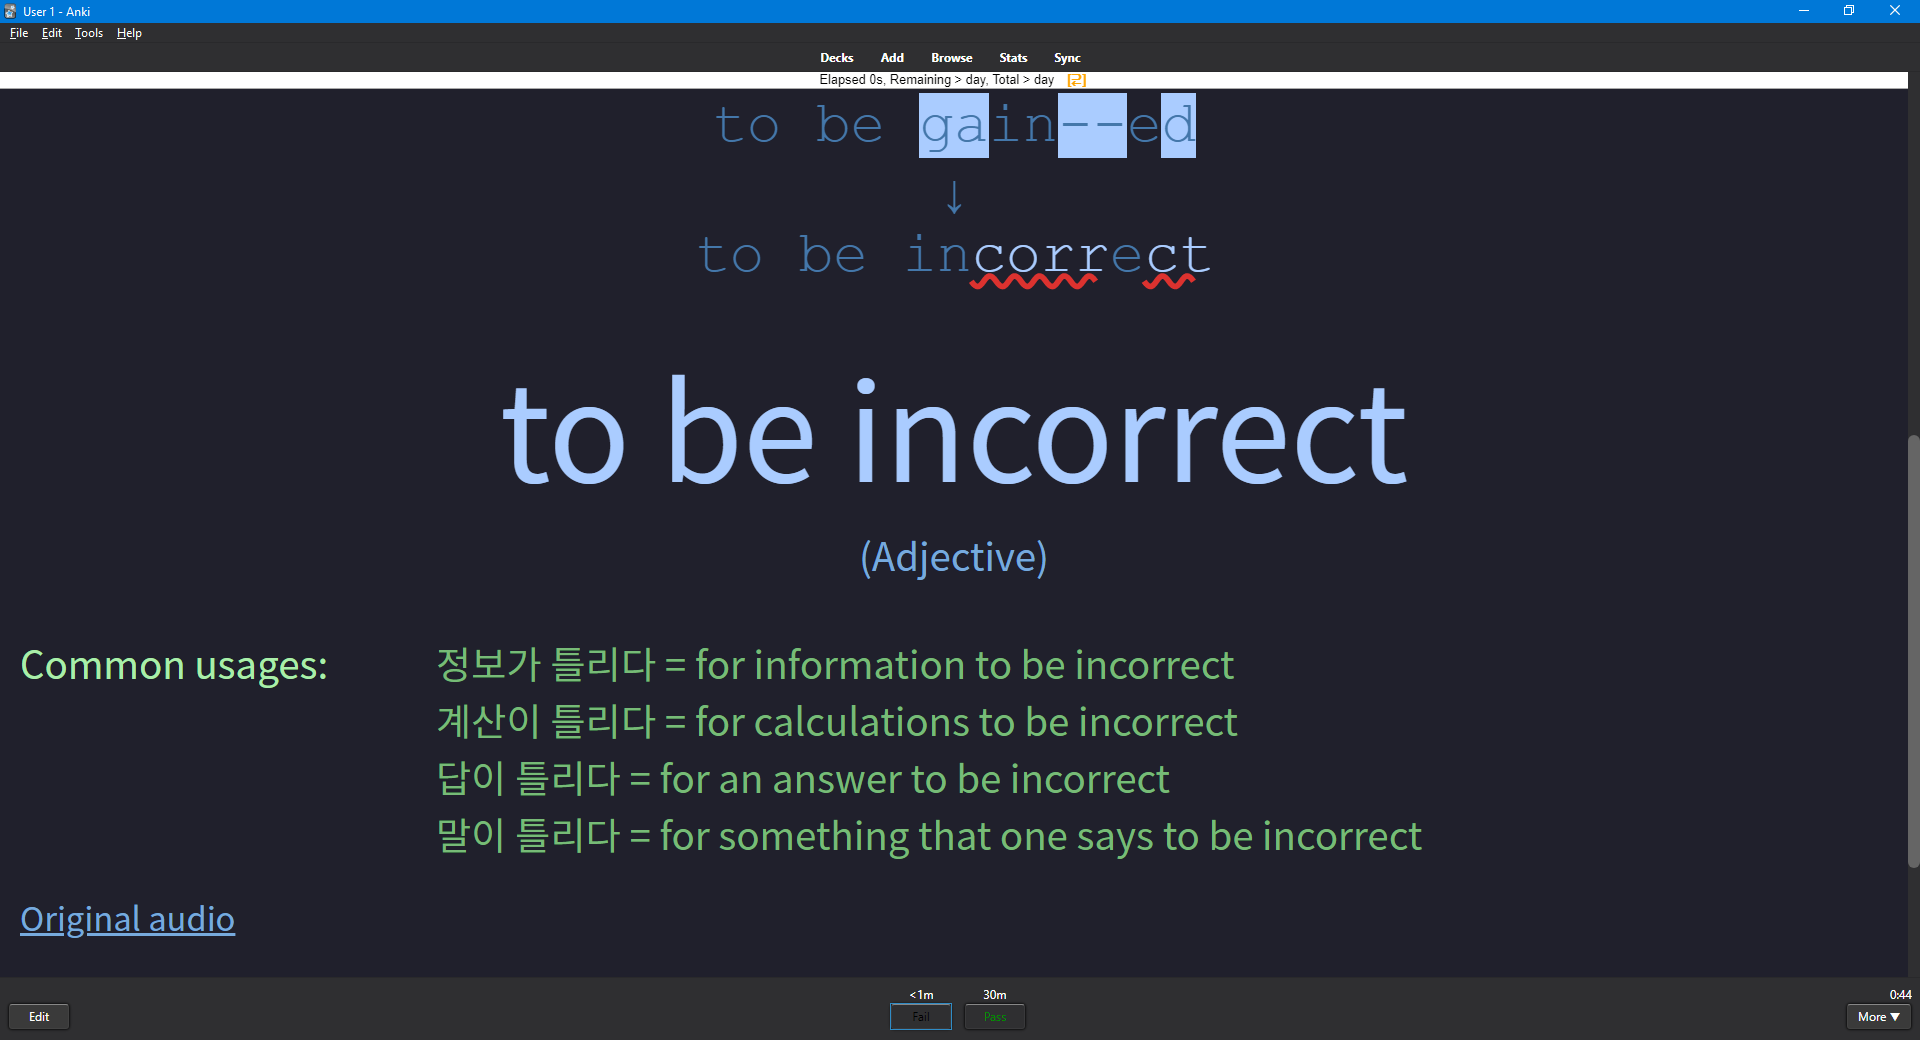 User 1 - Anki
File Edit Tools Help
Decks Add Browse Stats Sync
Elapsed 0s, Remaining > day, Total > day
to be gain--ed
↓
to be incorrect
to be incorrect
(Adjective)
Common usages:
정보가 틀리다 = for information to be incorrect
계산이 틀리다 = for calculations to be incorrect
답이 틀리다 = for an answer to be incorrect
말이 틀리다 = for something that one says to be incorrect
Original audio
<1m 30m 0:44
Edit Fail Pass More ▼